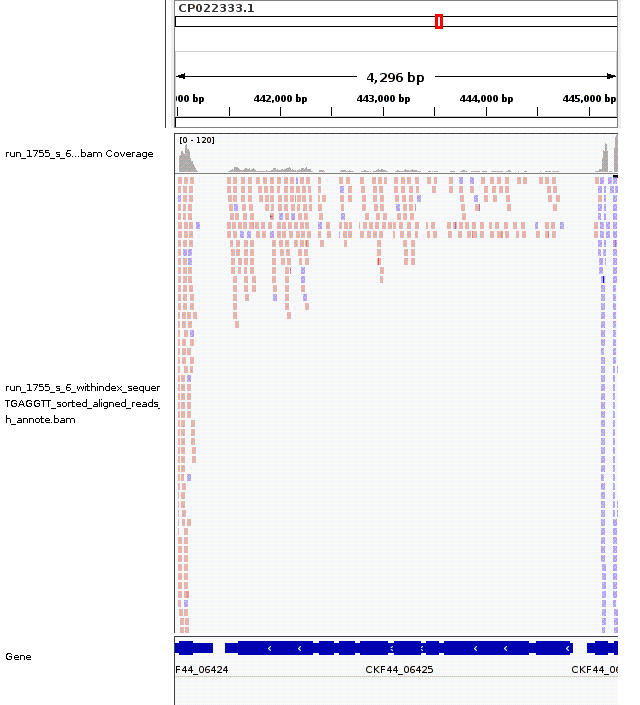 CP022333.1
4,296 bp
000 bp 442,000 bp 443,000 bp 444,000 bp 445,000 bp
[0 - 120]
run_1755_s_6...bam Coverage
run_1755_s_6_withindex_sequer
TGAGGTT_sorted_aligned_reads_
h_annote.bam
Gene
F44_06424 CKF44_06425 CKF44_06